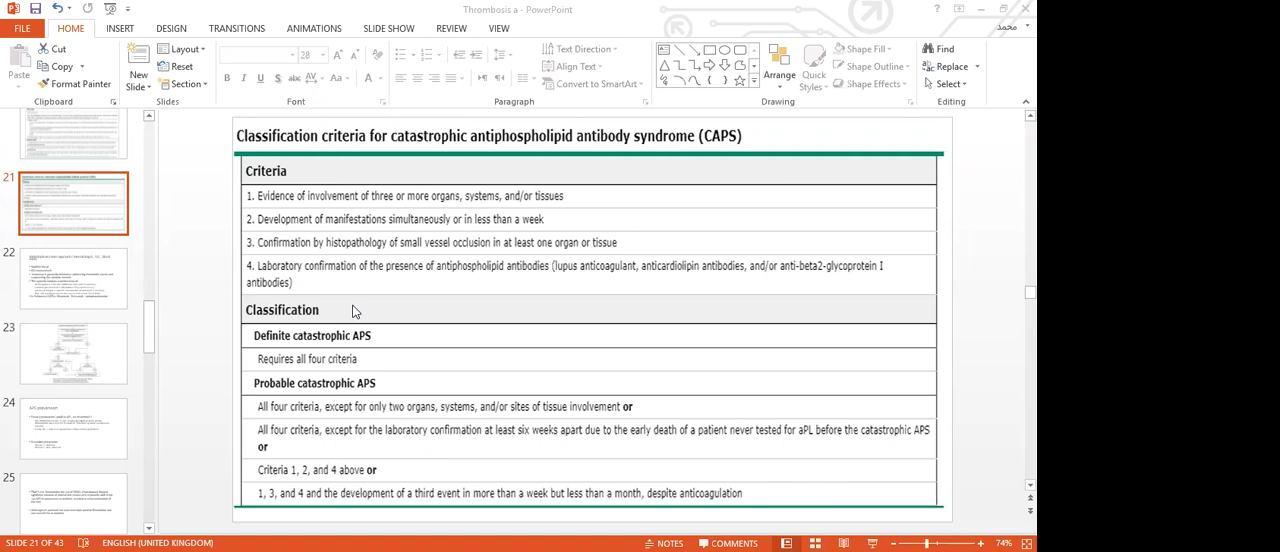 Thrombosis a - PowerPoint
محمد
FILE HOME INSERT DESIGN TRANSITIONS ANIMATIONS SLIDE SHOW REVIEW VIEW
Cut
Copy
Format Painter
Paste
Clipboard
New Slide
Layout
Reset
Section
Slides
28
Font
Paragraph
Text Direction
Align Text
Convert to SmartArt
Arrange
Quick Styles
Shape Fill
Shape Outline
Shape Effects
Drawing
Find
Replace
Select
Editing
21
22
23
24
APS prevention
25
Classification criteria for catastrophic antiphospholipid antibody syndrome (CAPS)
Criteria
1. Evidence of involvement of three or more organs, systems, and/or tissues
2. Development of manifestations simultaneously or in less than a week
3. Confirmation by histopathology of small vessel occlusion in at least one organ or tissue
4. Laboratory confirmation of the presence of antiphospholipid antibodies (lupus anticoagulant, anticardiolipin antibodies, and/or anti-beta2-glycoprotein I
antibodies)
Classification
Definite catastrophic APS
Requires all four criteria
Probable catastrophic APS
All four criteria, except for only two organs, systems, and/or sites of tissue involvement or
All four criteria, except for the laboratory confirmation at least six weeks apart due to the early death of a patient never tested for aPL before the catastrophic APS
or
Criteria 1, 2, and 4 above or
1, 3, and 4 and the development of a third event in more than a week but less than a month, despite anticoagulation
SLIDE 21 OF 43 ENGLISH (UNITED KINGDOM) NOTES COMMENTS 74%